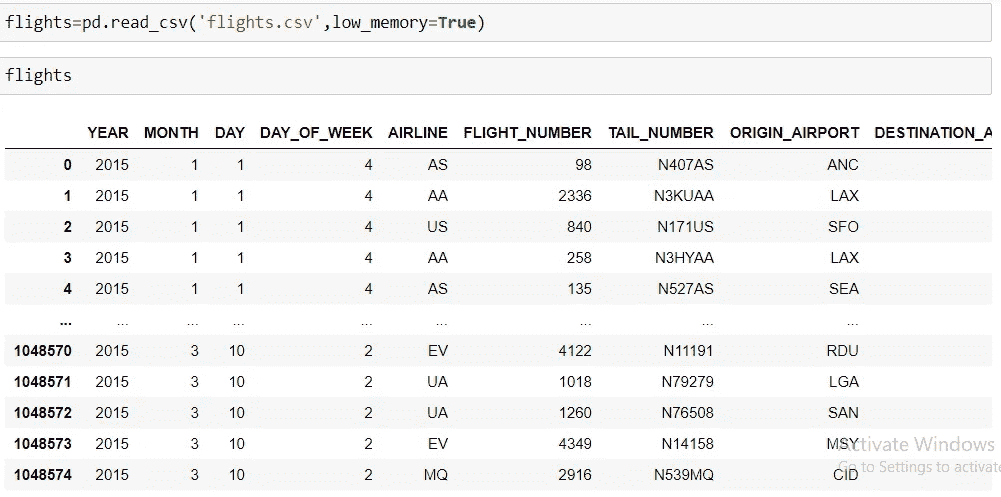 flights=pd.read_csv('flights.csv',low_memory=True)
flights
YEAR MONTH DAY DAY_OF_WEEK AIRLINE FLIGHT_NUMBER TAIL_NUMBER ORIGIN_AIRPORT DESTINATION_A
0 2015 1 1 4 AS 98 N407AS ANC
1 2015 1 1 4 AA 2336 N3KUAA LAX
2 2015 1 1 4 US 840 N171US SFO
3 2015 1 1 4 AA 258 N3HYAA LAX
4 2015 1 1 4 AS 135 N527AS SEA
... ... ... ... ... ... ... ... ...
1048570 2015 3 10 2 EV 4122 N11191 RDU
1048571 2015 3 10 2 UA 1018 N79279 LGA
1048572 2015 3 10 2 UA 1260 N76508 SAN
1048573 2015 3 10 2 EV 4349 N14158 MSY
Activate Windows
1048574 2015 3 10 2 MQ 2916 N539MQ CID
Go to Settings to activate